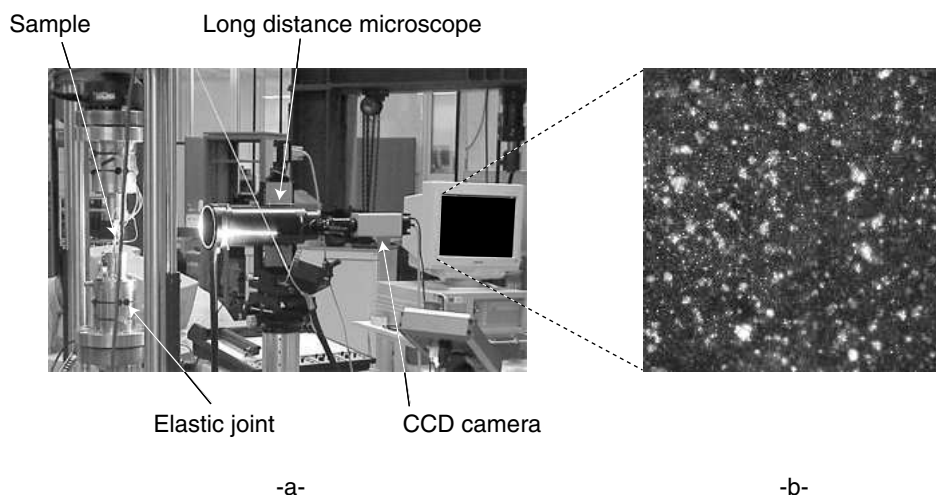 Sample
Long distance microscope
Elastic joint
CCD camera
-a-
-b-